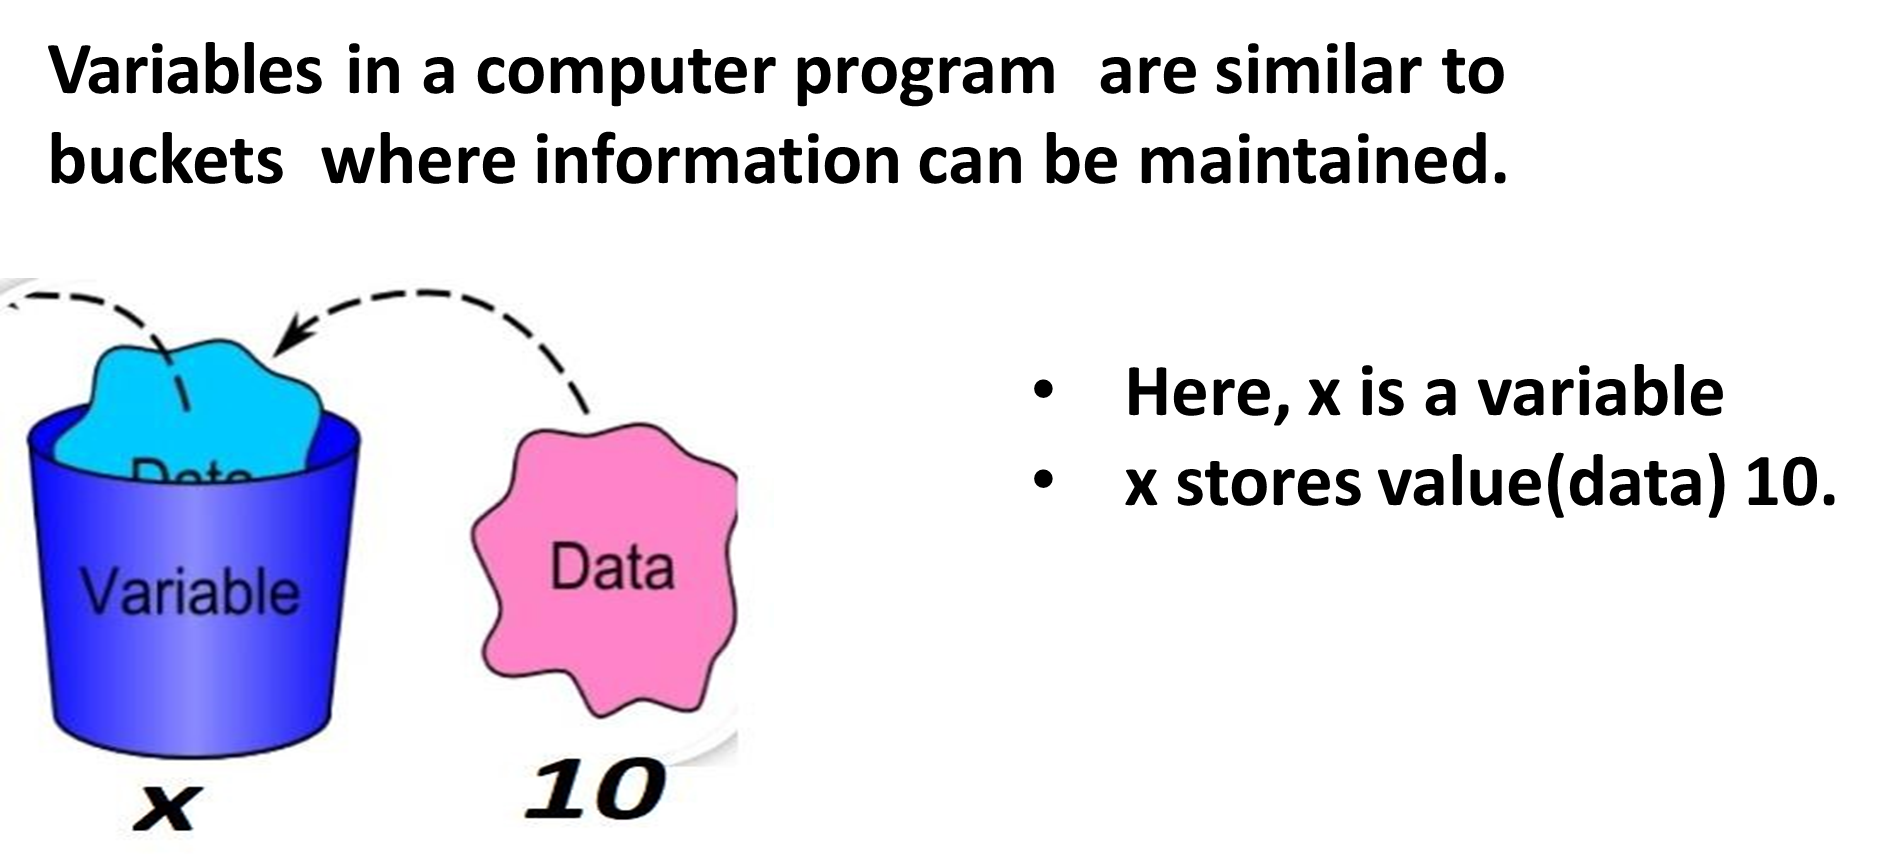 Variables in a computer program are similar to
buckets where information can be maintained.
• Here, x is a variable
• x stores value(data) 10.
Data
Variable
Data
x
10